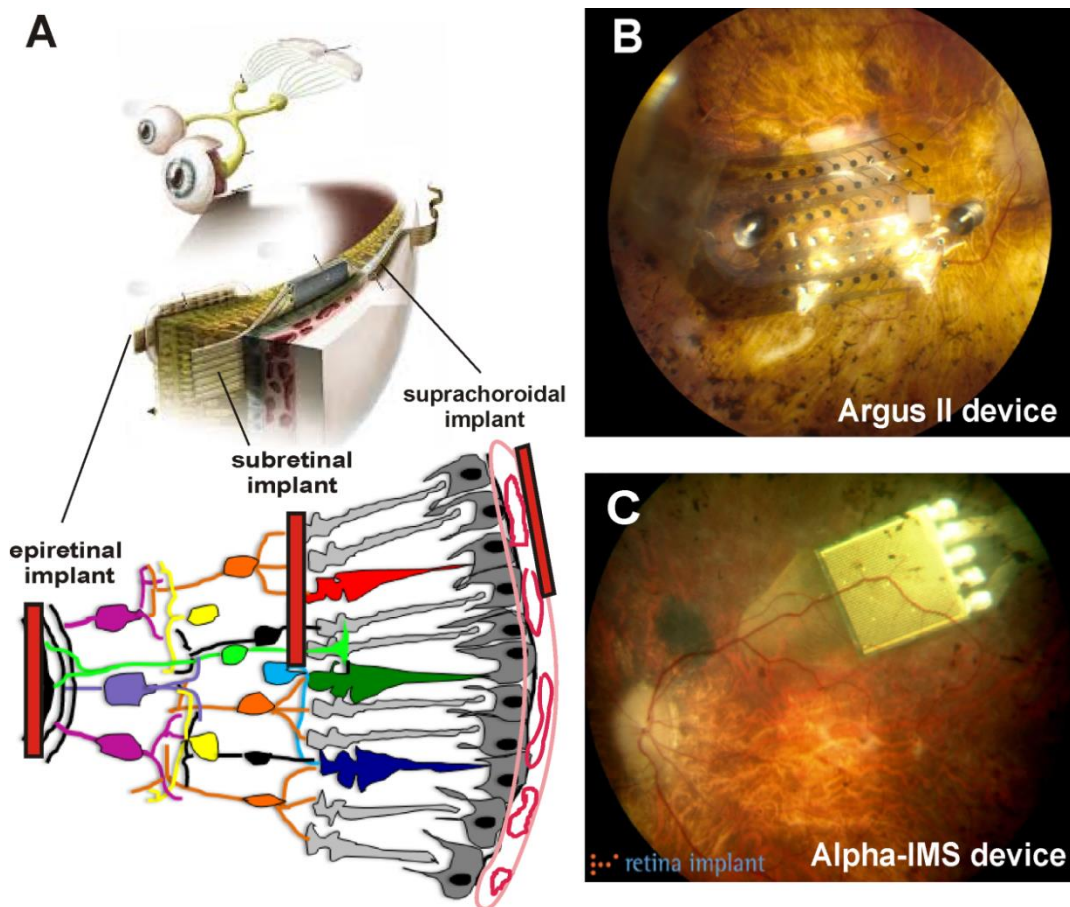 A
suprachoroidal
implant
subretinal
implant
epiretinal
implant
B
Argus II device
C
retina implant
Alpha-IMS device